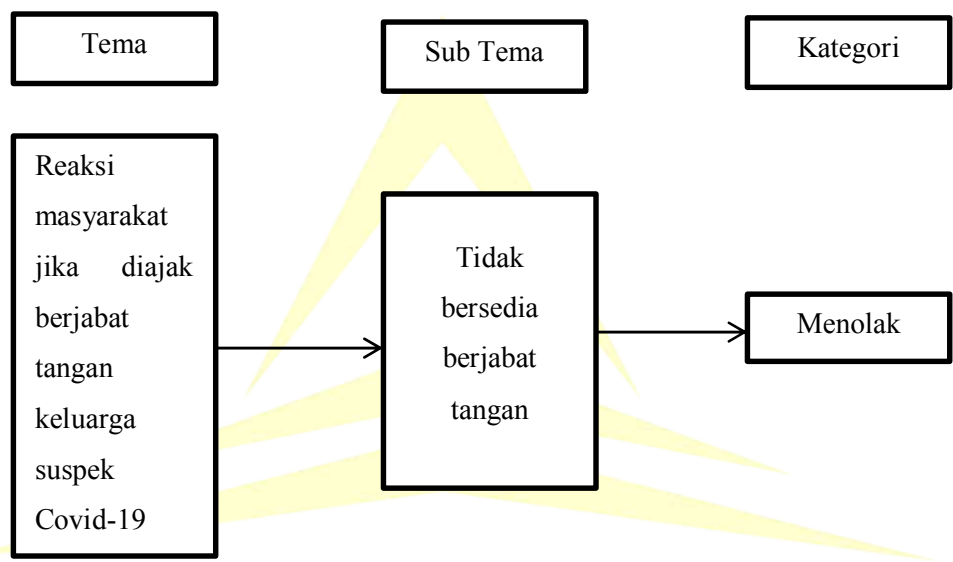 Tema
Sub Tema
Kategori
Reaksi
masyarakat
jika diajak
berjabat
tangan
keluarga
suspek
Covid-19
Tidak
bersedia
berjabat
tangan
Menolak